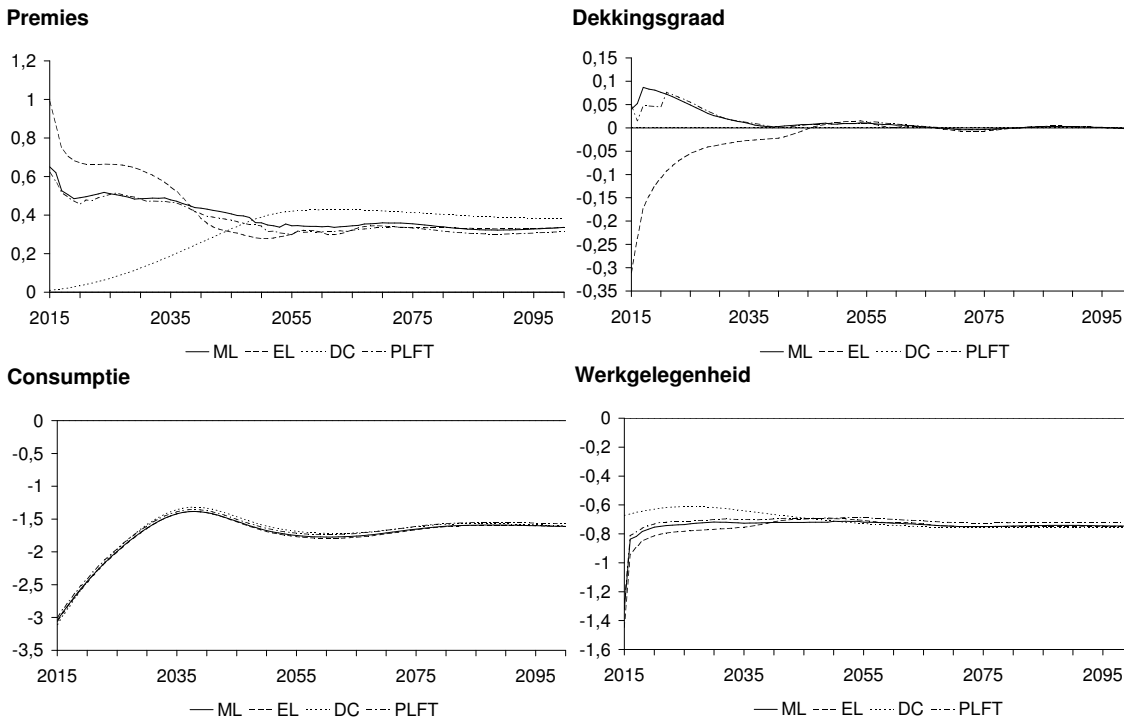 Premies
1,2
1
0,8
0,6
0,4
0,2
0
2015 2035 2055 2075 2095
ML EL DC PLFT
Dekkingsgraad
0,15
0,1
0,05
0
-0,05
-0,1
-0,15
-0,2
-0,25
-0,3
-0,35
2015 2035 2055 2075 2095
ML EL DC PLFT
Consumptie
0
-0,5
-1
-1,5
-2
-2,5
-3
-3,5
2015 2035 2055 2075 2095
ML EL DC PLFT
Werkgelegenheid
0
-0,2
-0,4
-0,6
-0,8
-1
-1,2
-1,4
-1,6
2015 2035 2055 2075 2095
ML EL DC PLFT